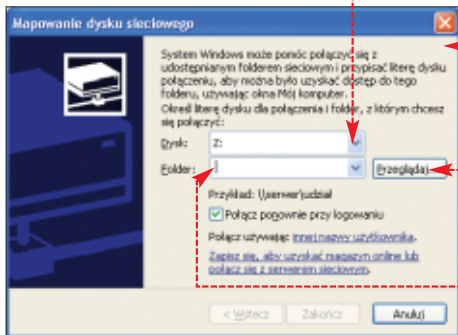 Mapowanie dysku sieciowego
System Windows może pomóc połączyć się z
udostępnianym folderem sieciowym i przypisać literę dysku
połączeniu, aby można było uzyskać dostęp do tego
folderu, używając okna Mój komputer.
Określ literę dysku dla połączenia i folder, z którym chcesz
się połączyć:
Dysk: Z:
Folder: Przeglądaj...
Przykład: \\serwer\udział
Połącz ponownie przy logowaniu
Połącz używając innej nazwy użytkownika.
Zapisz się, aby uzyskać magazyn online lub
połącz się z serwerem sieciowym.
< Wstecz Zakończ Anuluj